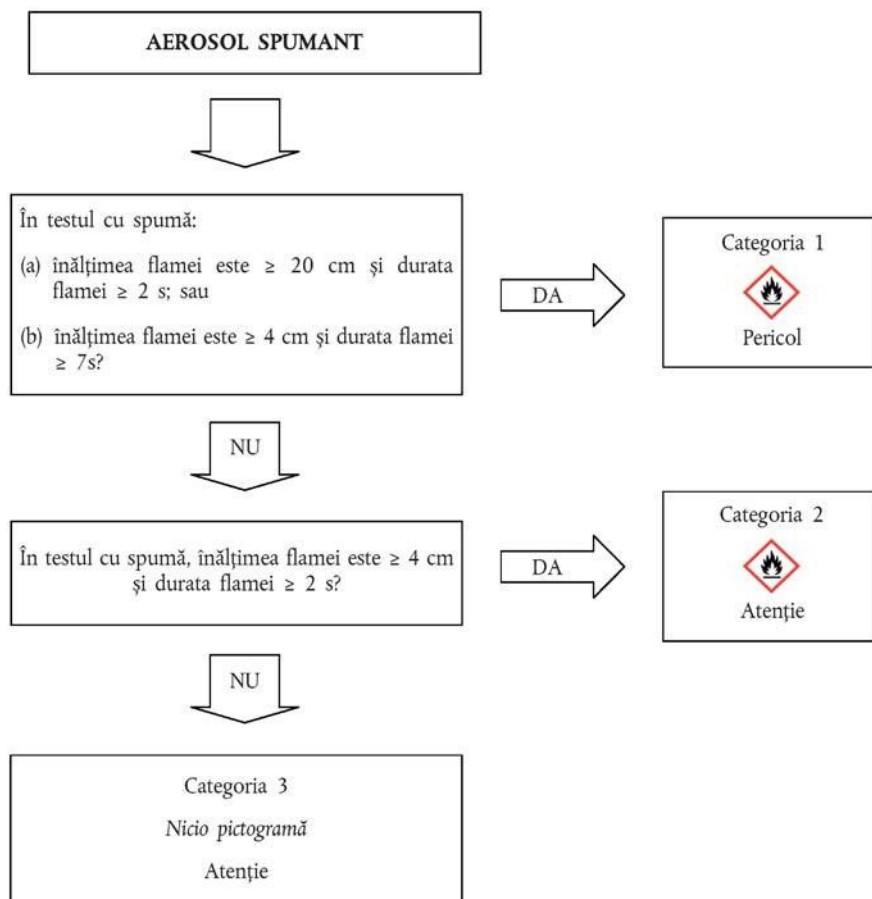 AEROSOL SPUMANT
În testul cu spumă:
(a) înălțimea flamei este ≥ 20 cm și durata
flamei ≥ 2 s; sau
(b) înălțimea flamei este ≥ 4 cm și durata flamei
≥ 7s?
DA
Categoria 1
Pericol
NU
În testul cu spumă, înălțimea flamei este ≥ 4 cm
și durata flamei ≥ 2 s?
DA
Categoria 2
Atenție
NU
Categoria 3
Nicio pictogramă
Atenție